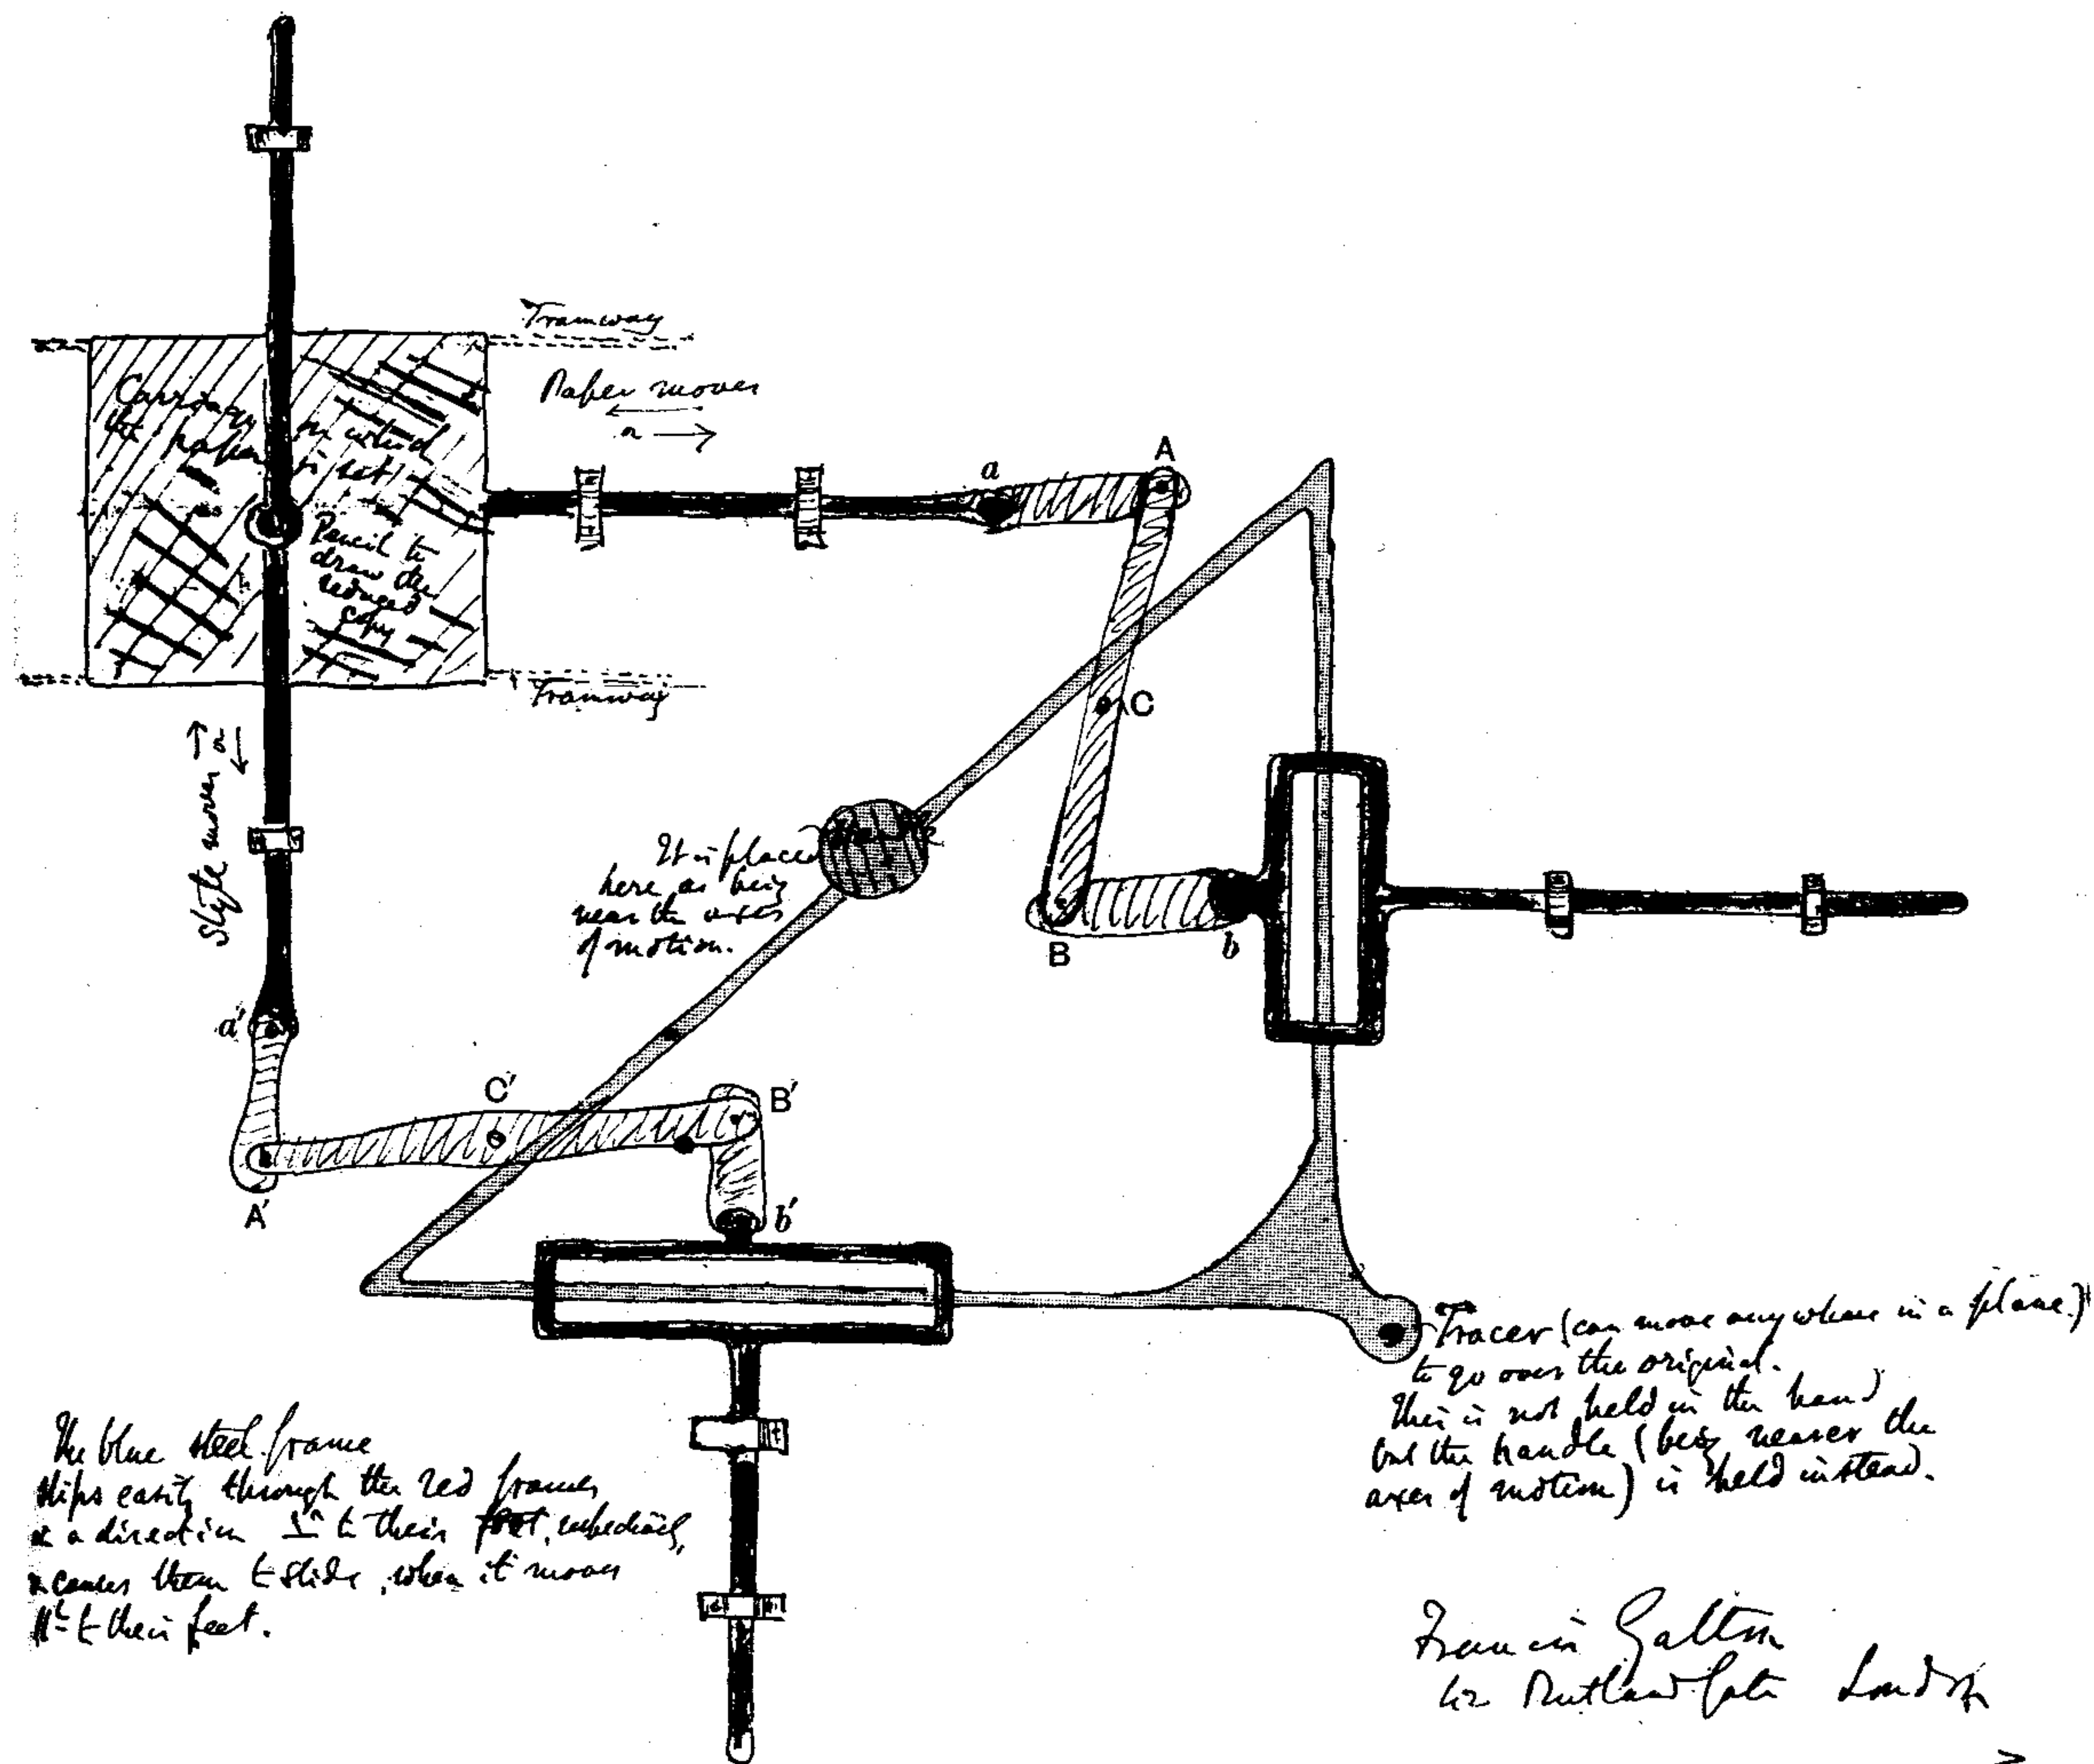 Tramway
Paper moves
or
Carriage on which
the paper is set
Pencil to
draw the
reduced
copy
Tramway
Style moves or
a
A
C
B
b
It is placed
here as being
near the axes
of motion.
a'
C'
B'
A'
b'
Tracer (can move anywhere in a plane.)
to go over the original.
This is not held in the hand
but the handle (being nearer the
axes of motion) is held instead.
The blue steel frame
slips easily through the red frames
in a direction ⊥r to their feet, respectively,
& causes them to slide, when it moves
to their feet.
Francis Galton
42 Rutland Gate London